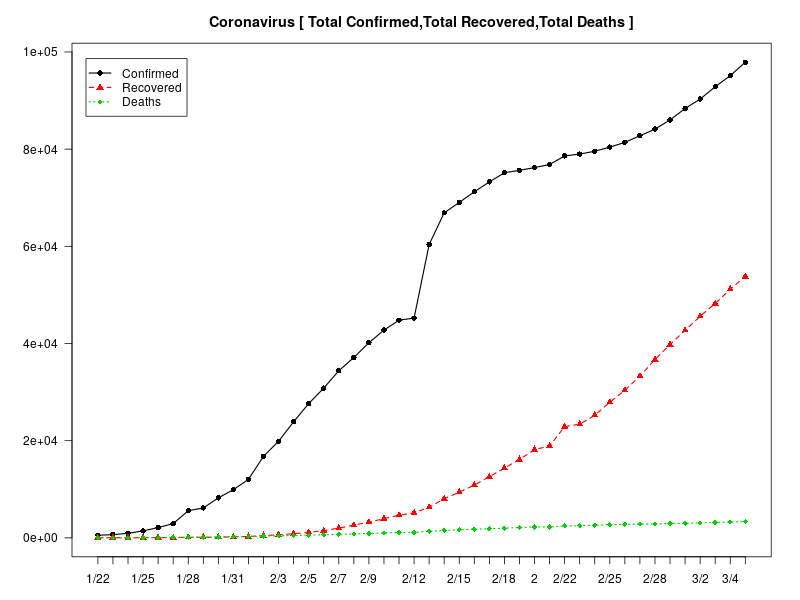 Coronavirus [ Total Confirmed,Total Recovered,Total Deaths ]
1e+05
Confirmed
Recovered
Deaths
8e+04
6e+04
4e+04
2e+04
0e+00
1/22 1/25 1/28 1/31 2/3 2/5 2/7 2/9 2/12 2/15 2/18 2 2/22 2/25 2/28 3/2 3/4